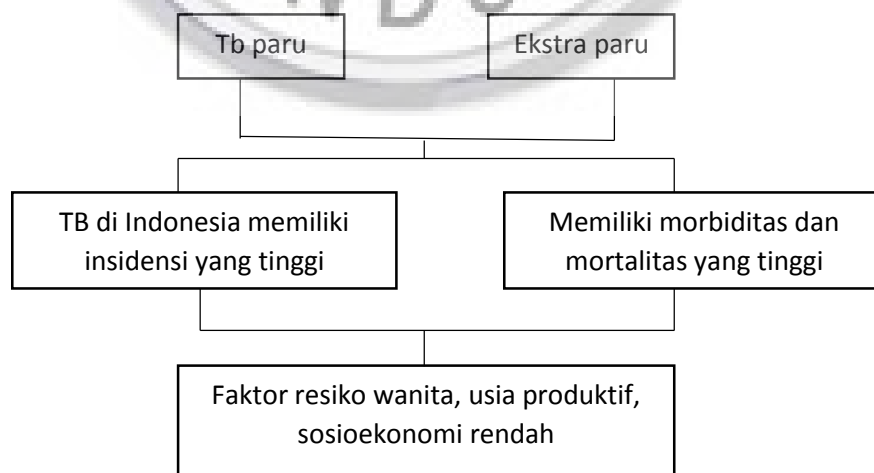 Tb paru
Ekstra paru
TB di Indonesia memiliki
insidensi yang tinggi
Memiliki morbiditas dan
mortalitas yang tinggi
Faktor resiko wanita, usia produktif,
sosioekonomi rendah